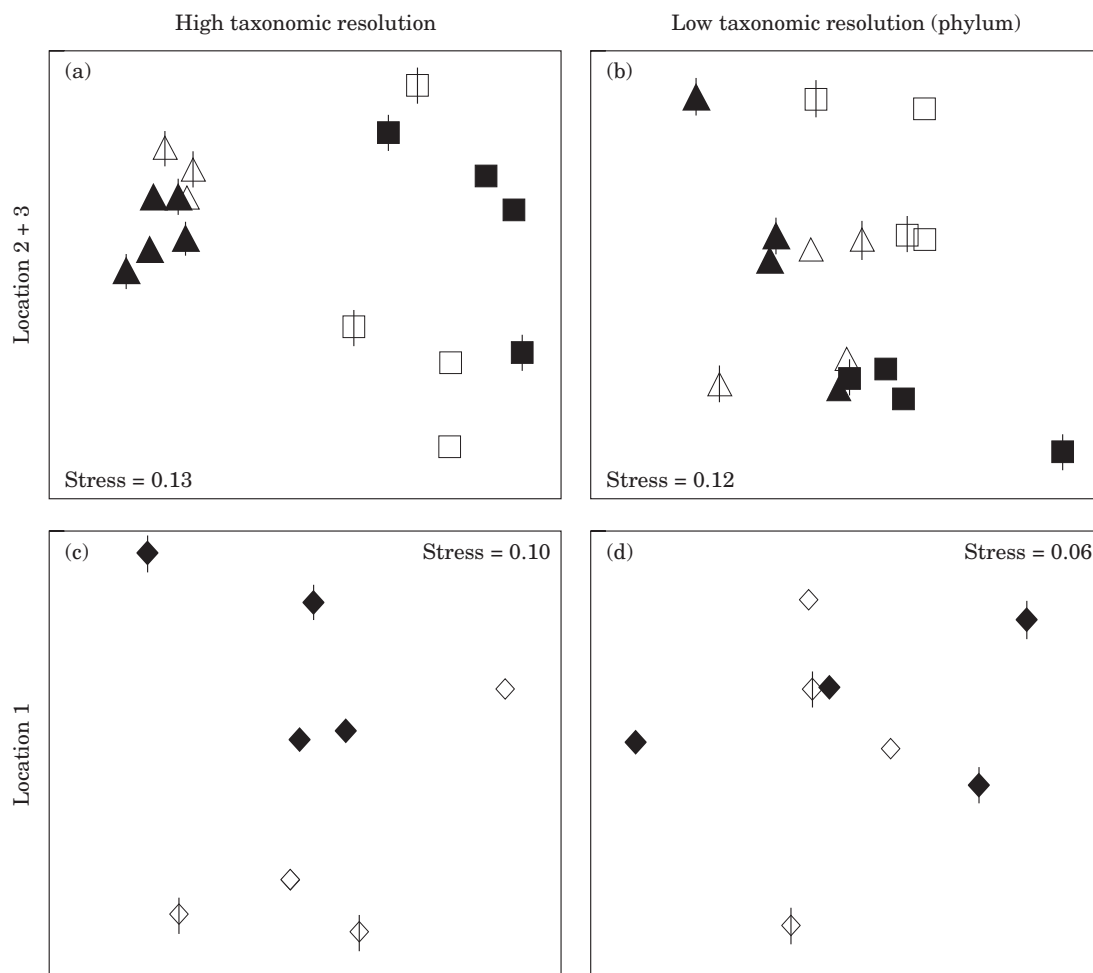 High taxonomic resolution
Low taxonomic resolution (phylum)
Location 2 + 3
(a)
Stress = 0.13
(b)
Stress = 0.12
Location 1
(c)
Stress = 0.10
(d)
Stress = 0.06